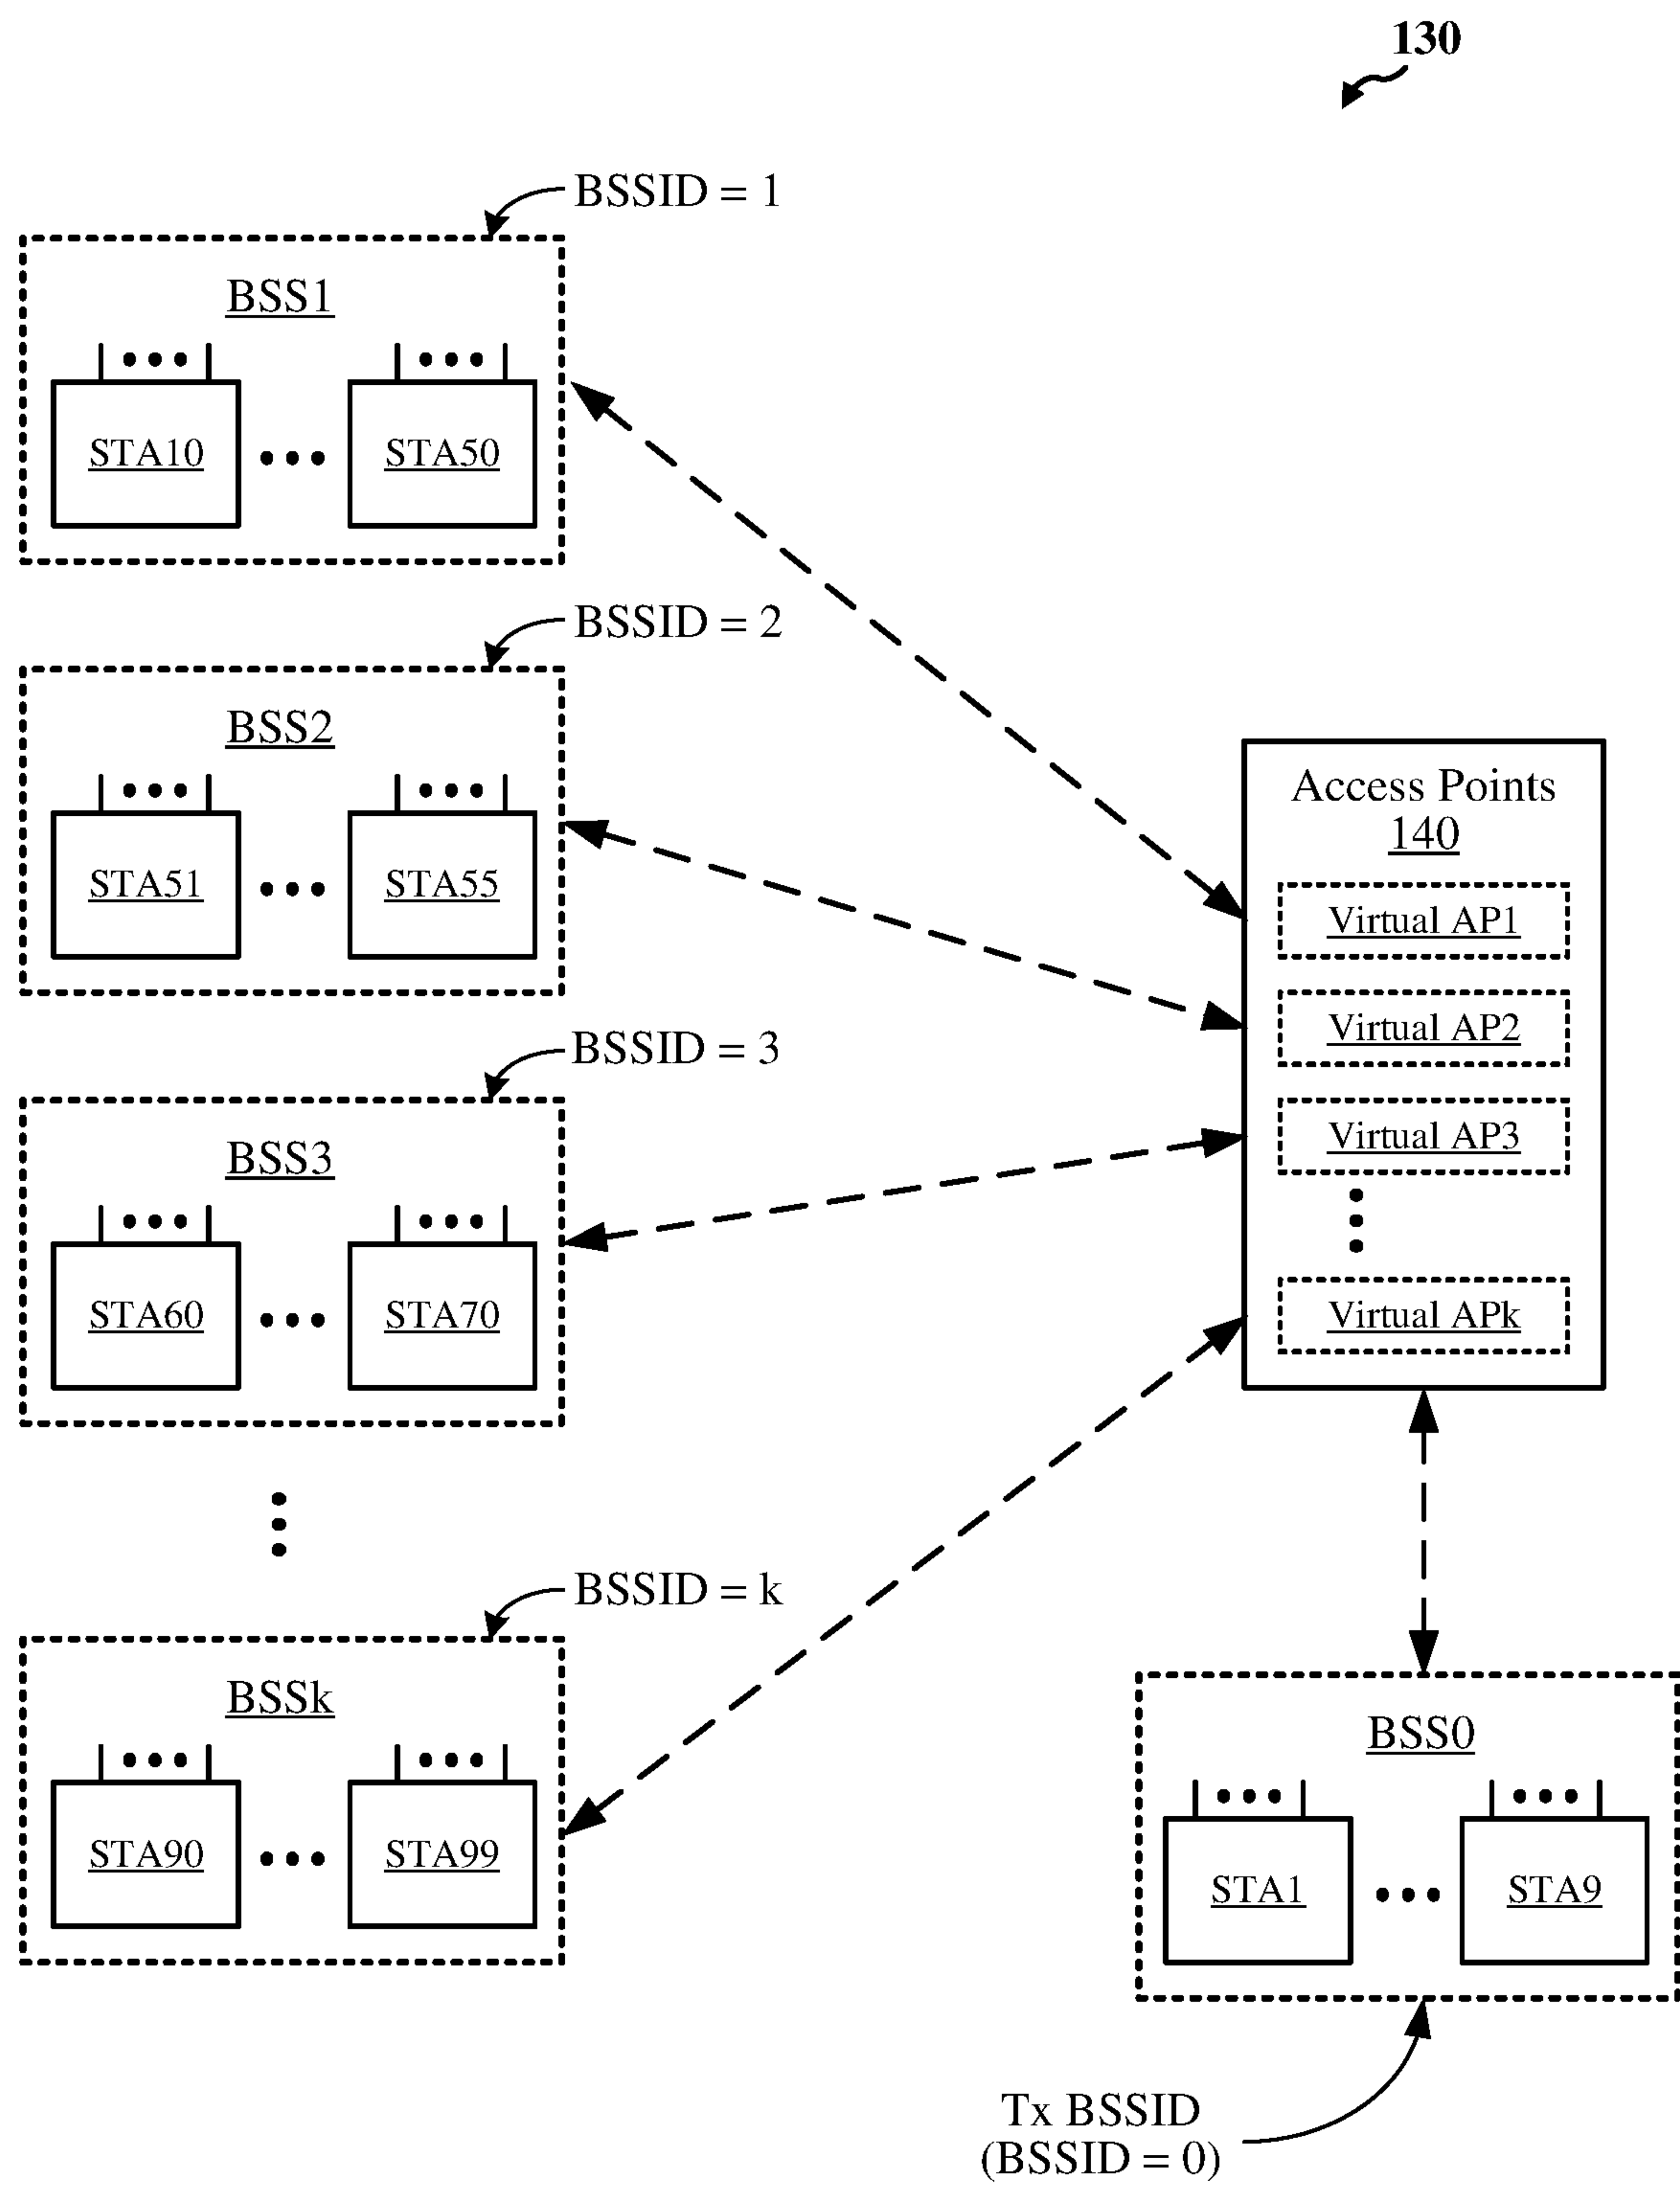 130
BSSID = 1
BSS1
STA10
STA50
BSSID = 2
BSS2
STA51
STA55
BSSID = 3
BSS3
STA60
STA70
BSSID = k
BSSk
STA90
STA99
Access Points
140
Virtual AP1
Virtual AP2
Virtual AP3
Virtual APk
BSS0
STA1
STA9
Tx BSSID
(BSSID = 0)